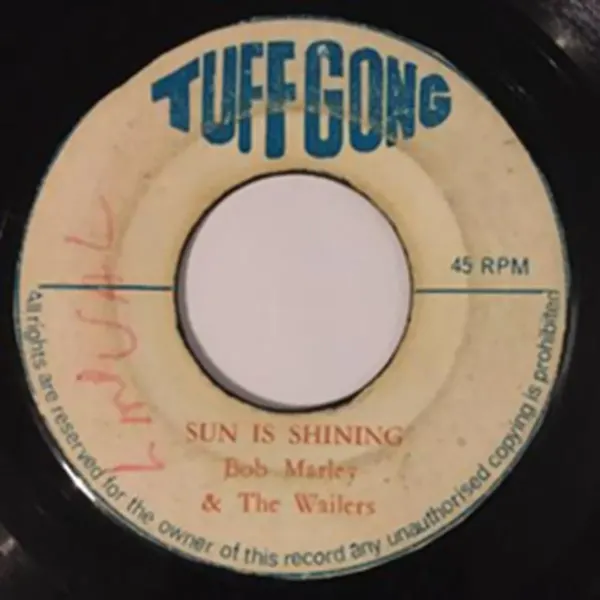 TUFF GONG
45 RPM
SUN IS SHINING
Bob Marley
& The Wailers
All rights are reserved for the owner of this record any unauthorised copying is prohibited